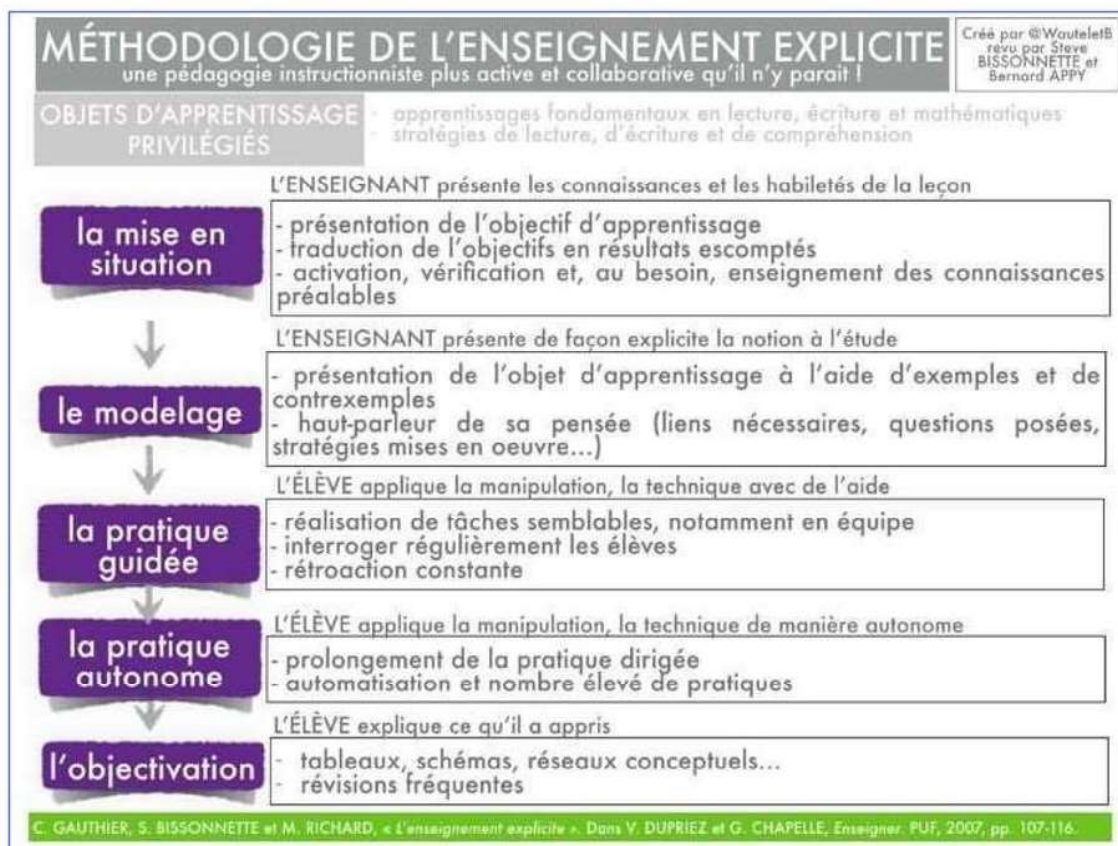 MÉTHODOLOGIE DE L'ENSEIGNEMENT EXPLICITE
une pédagogie instructionniste plus active et collaborative qu'il n'y parait !
Créé par @WauteletB
revu par Steve
BISSONNETTE et
Bernard APPY
OBJETS D'APPRENTISSAGE
PRIVILÉGIÉS
- apprentissages fondamentaux en lecture, écriture et mathématiques
- stratégies de lecture, d'écriture et de compréhension
L'ENSEIGNANT présente les connaissances et les habiletés de la leçon
la mise en
situation
- présentation de l'objectif d'apprentissage
- traduction de l'objectifs en résultats escomptés
- activation, vérification et, au besoin, enseignement des connaissances
préalables
L'ENSEIGNANT présente de façon explicite la notion à l'étude
le modelage
- présentation de l'objet d'apprentissage à l'aide d'exemples et de
contrexemples
- haut-parleur de sa pensée (liens nécessaires, questions posées,
stratégies mises en oeuvre...)
L'ÉLÈVE applique la manipulation, la technique avec de l'aide
la pratique
guidée
- réalisation de tâches semblables, notamment en équipe
- interroger régulièrement les élèves
- rétroaction constante
L'ÉLÈVE applique la manipulation, la technique de manière autonome
la pratique
autonome
- prolongement de la pratique dirigée
- automatisation et nombre élevé de pratiques
L'ÉLÈVE explique ce qu'il a appris
l'objectivation
- tableaux, schémas, réseaux conceptuels...
- révisions fréquentes
C. GAUTHIER, S. BISSONNETTE et M. RICHARD, « L'enseignement explicite ». Dans V. DUPRIEZ et G. CHAPELLE, Enseigner. PUF, 2007, pp. 107-116.